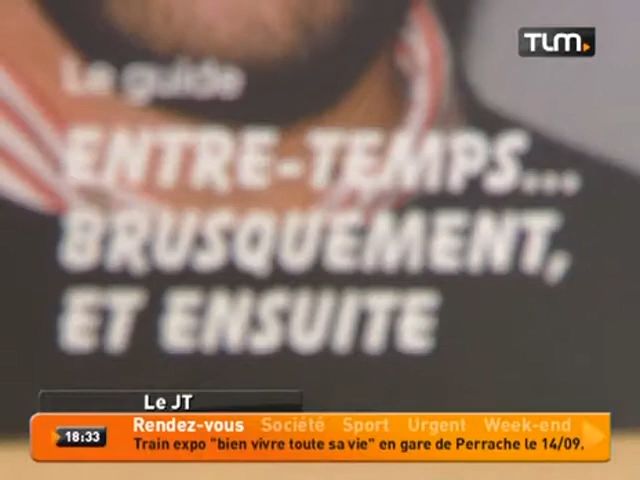 TLM
Le guide
ENTRE-TEMPS...
BRUSQUEMENT,
ET ENSUITE
Le JT
Rendez-vous Société Sport Urgent Week-end
18:33
Train expo "bien vivre toute sa vie" en gare de Perrache le 14/09.